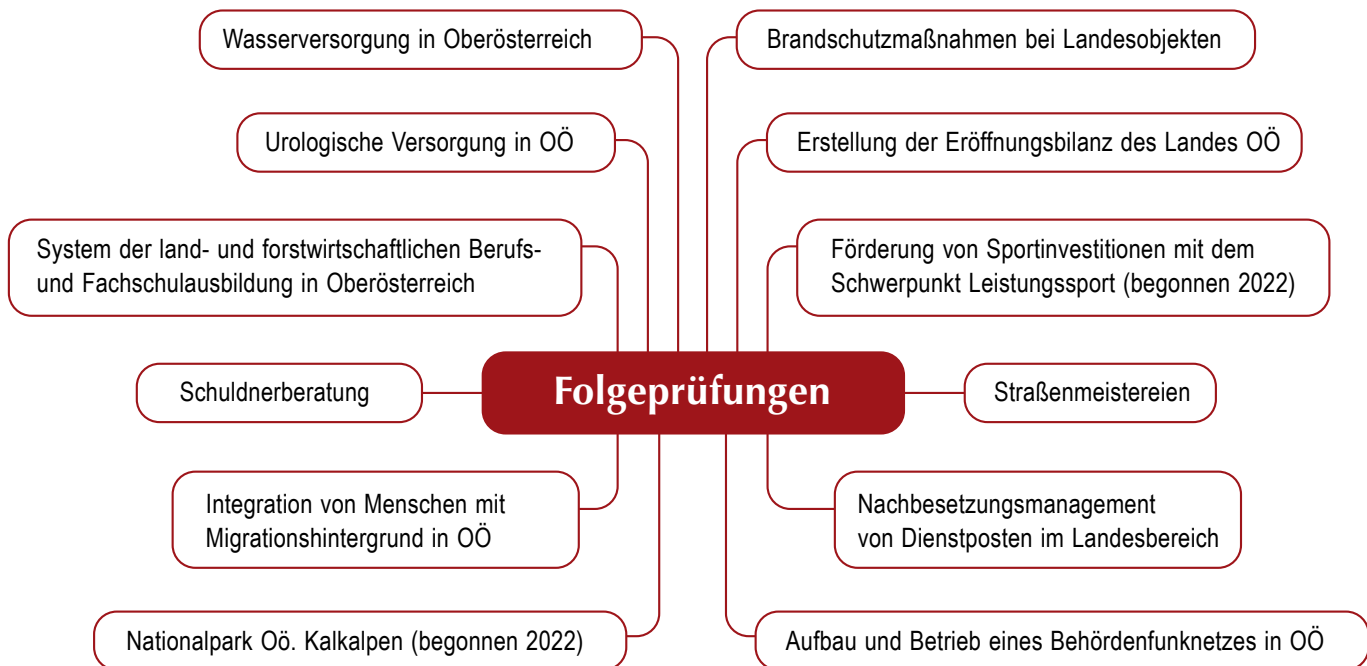 Wasserversorgung in Oberösterreich
Brandschutzmaßnahmen bei Landesobjekten
Urologische Versorgung in OÖ
Erstellung der Eröffnungsbilanz des Landes OÖ
System der land- und forstwirtschaftlichen Berufs-
und Fachschulausbildung in Oberösterreich
Förderung von Sportinvestitionen mit dem
Schwerpunkt Leistungssport (begonnen 2022)
Schuldnerberatung
Folgeprüfungen
Straßenmeistereien
Integration von Menschen mit
Migrationshintergrund in OÖ
Nachbesetzungsmanagement
von Dienstposten im Landesbereich
Nationalpark Oö. Kalkalpen (begonnen 2022)
Aufbau und Betrieb eines Behördenfunknetzes in OÖ